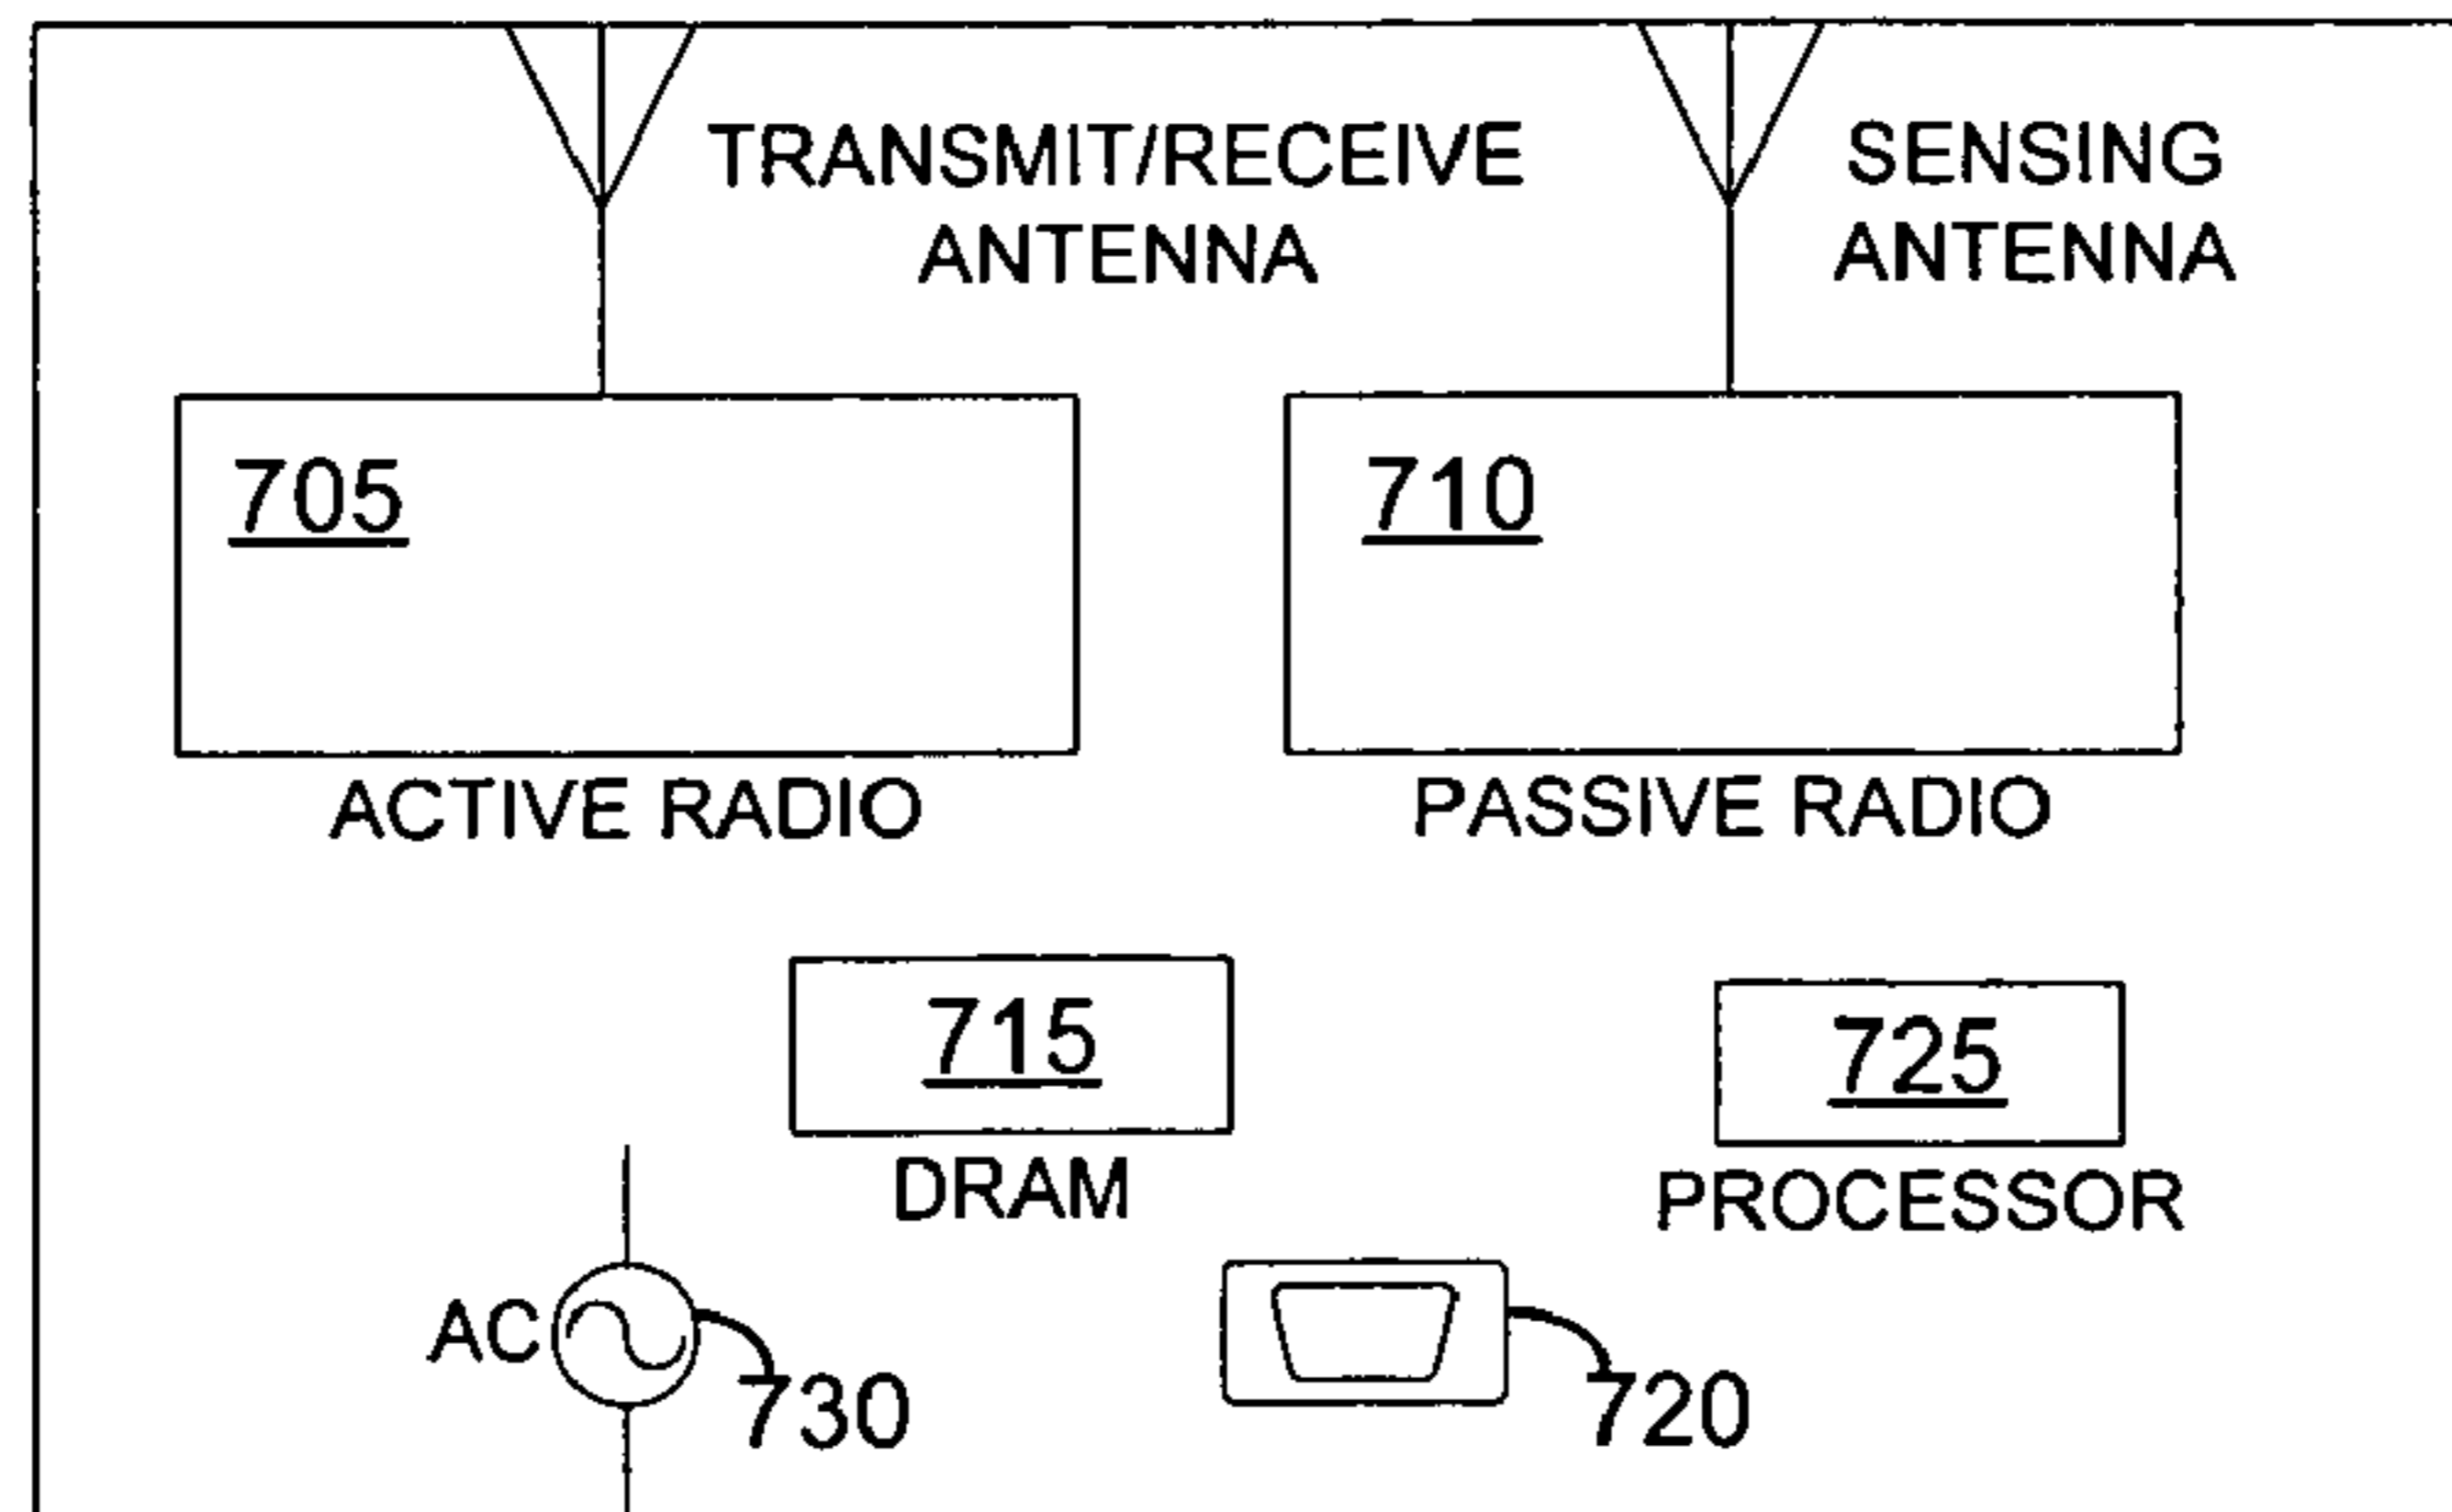 TRANSMIT/RECEIVE
ANTENNA
SENSING
ANTENNA
705
710
ACTIVE RADIO
PASSIVE RADIO
715
DRAM
725
PROCESSOR
AC
730
720